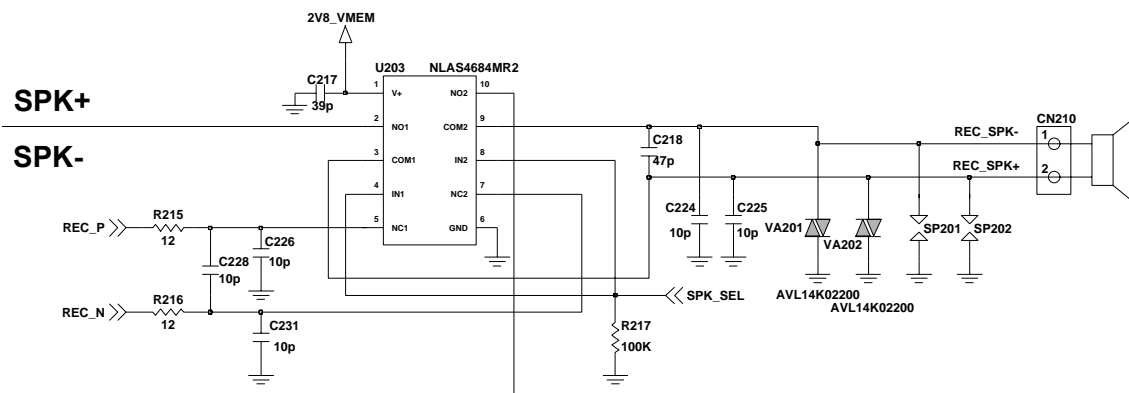 2V8_VMEM
U203 NLAS4684MR2
C217
39p
1 V+ NO2 10
SPK+
2 NO1 COM2 9
SPK-
3 COM1 IN2 8
4 IN1 NC2 7
5 NC1 GND 6
C218
47p
CN210
REC_SPK- 1
REC_SPK+ 2
REC_P
R215
12
C226
10p
C228
10p
REC_N
R216
12
C231
10p
C224
10p
C225
10p
VA201
VA202
SP201 SP202
AVL14K02200
AVL14K02200
SPK_SEL
R217
100K